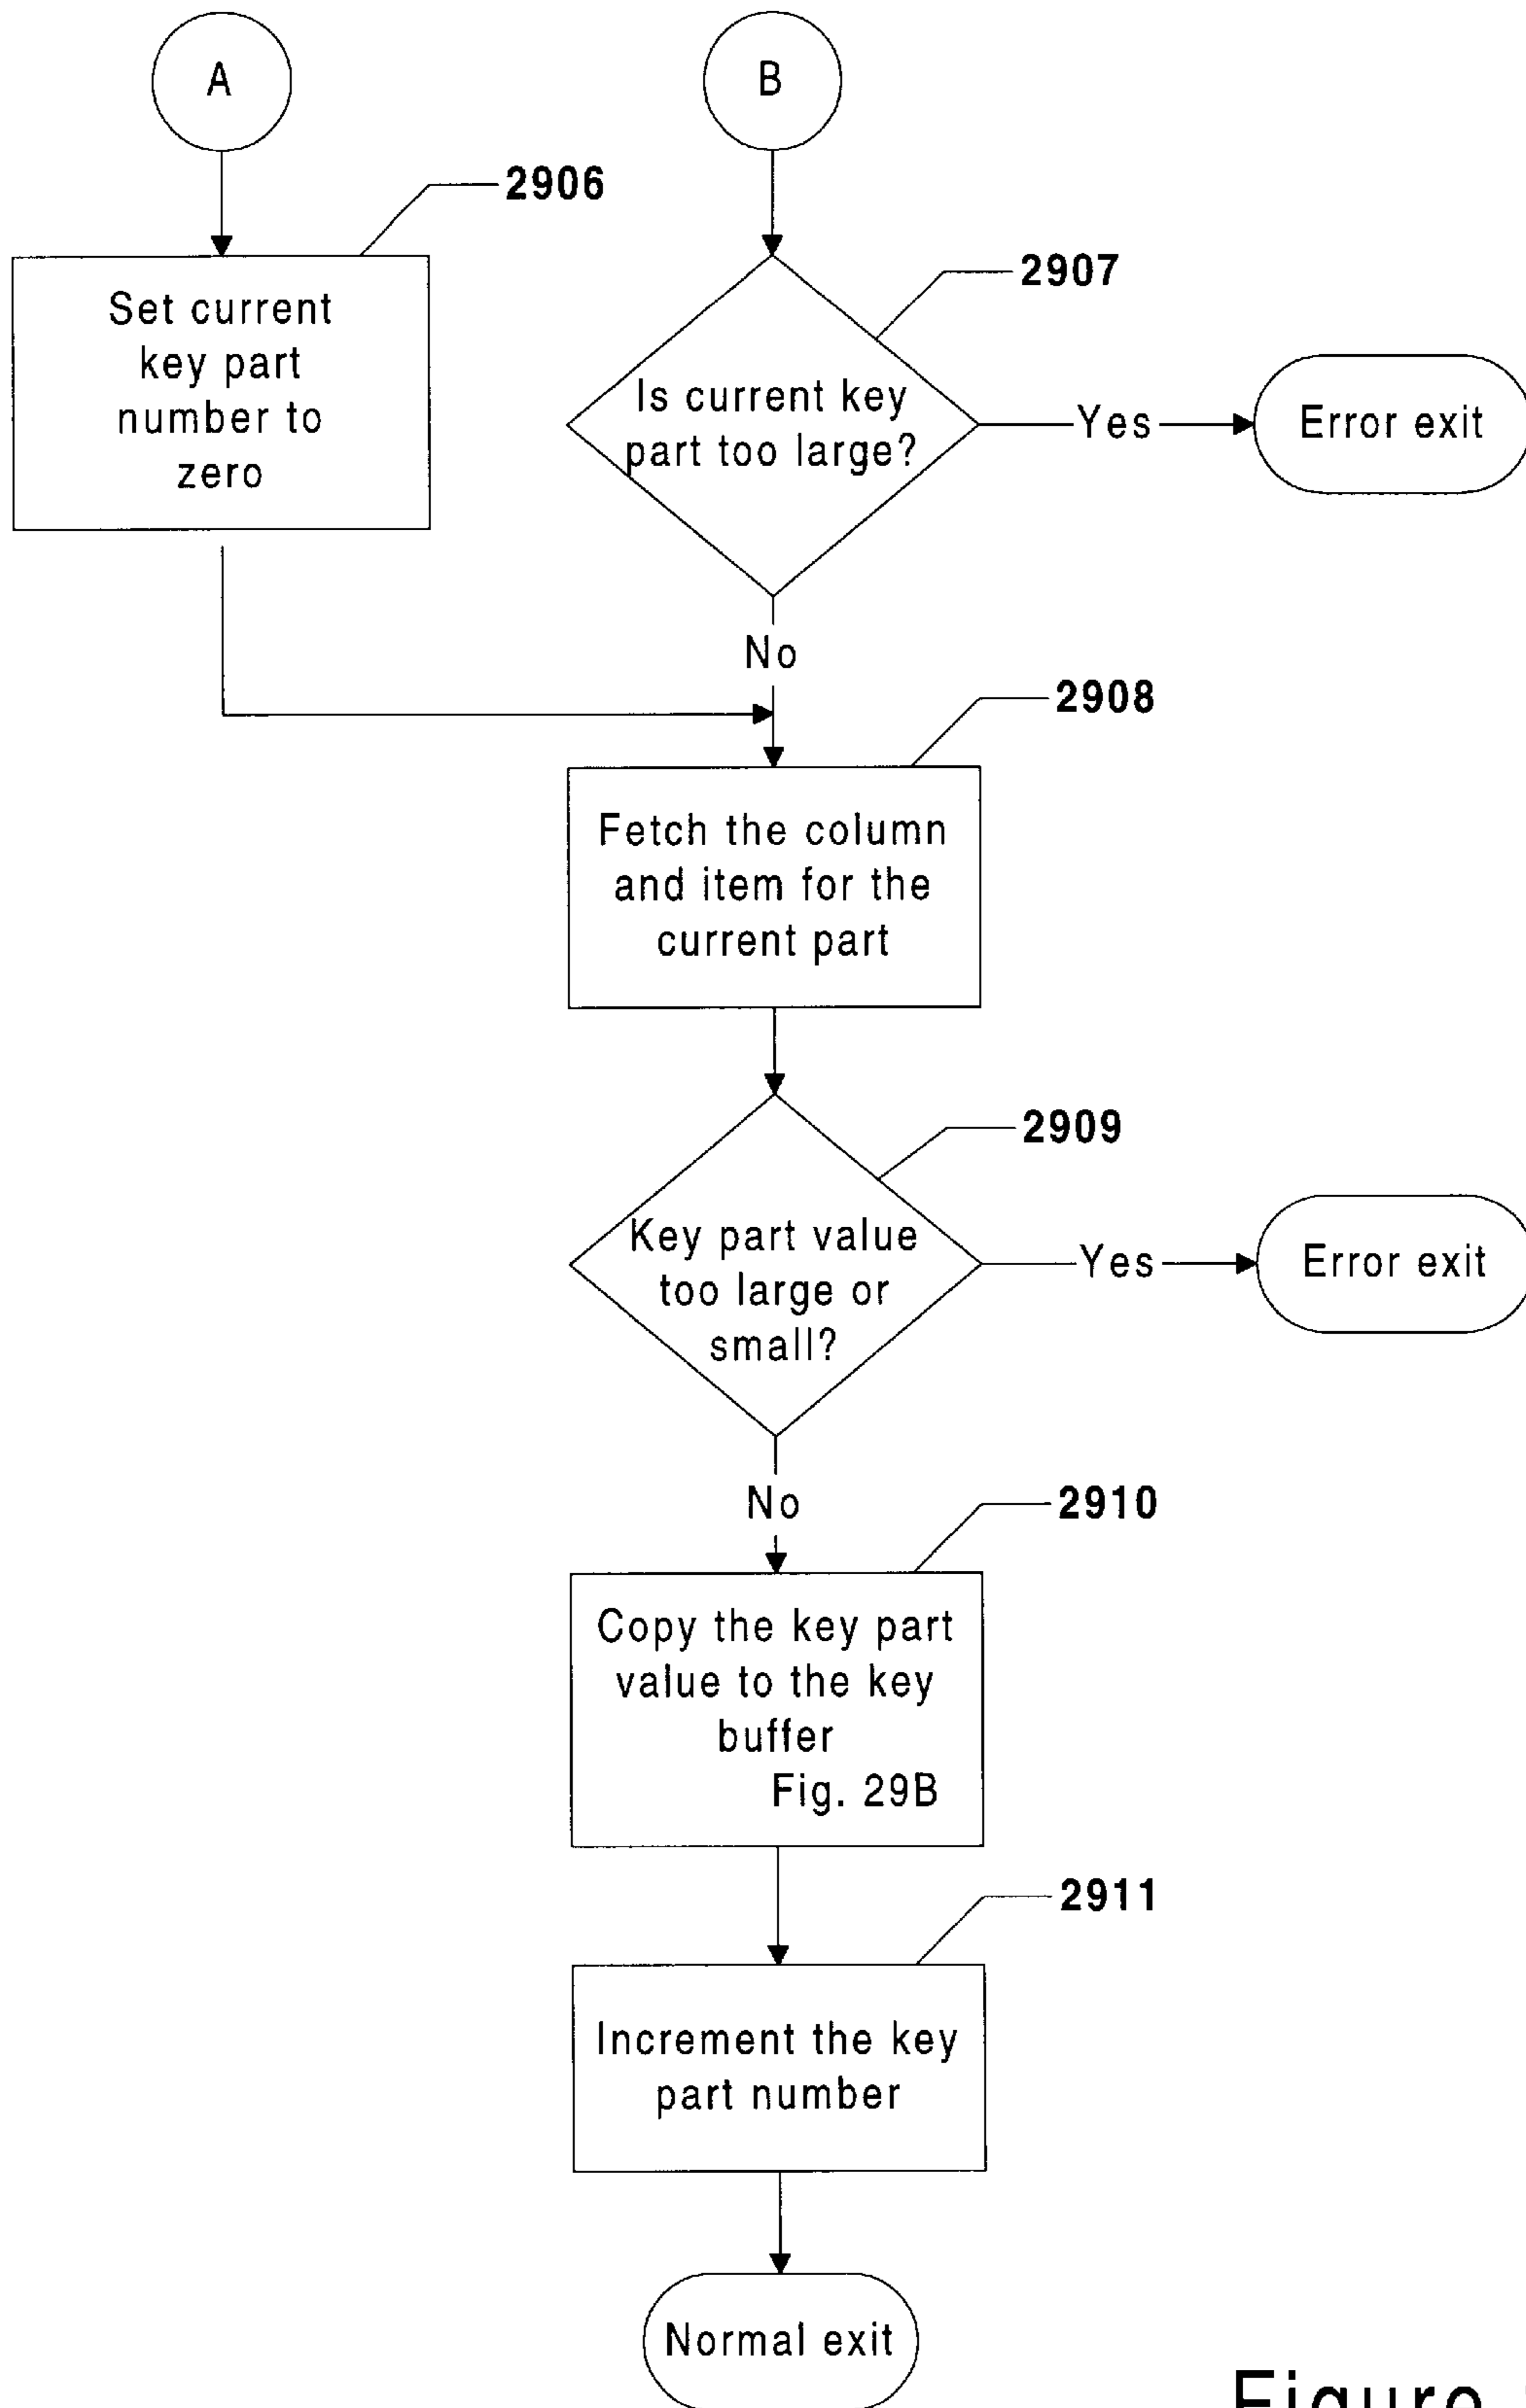 A
B
2906
2907
Set current
key part
number to
zero
Is current key
part too large?
Yes
Error exit
No
2908
Fetch the column
and item for the
current part
2909
Key part value
too large or
small?
Yes
Error exit
No
2910
Copy the key part
value to the key
buffer
Fig. 29B
2911
Increment the key
part number
Normal exit
Figure